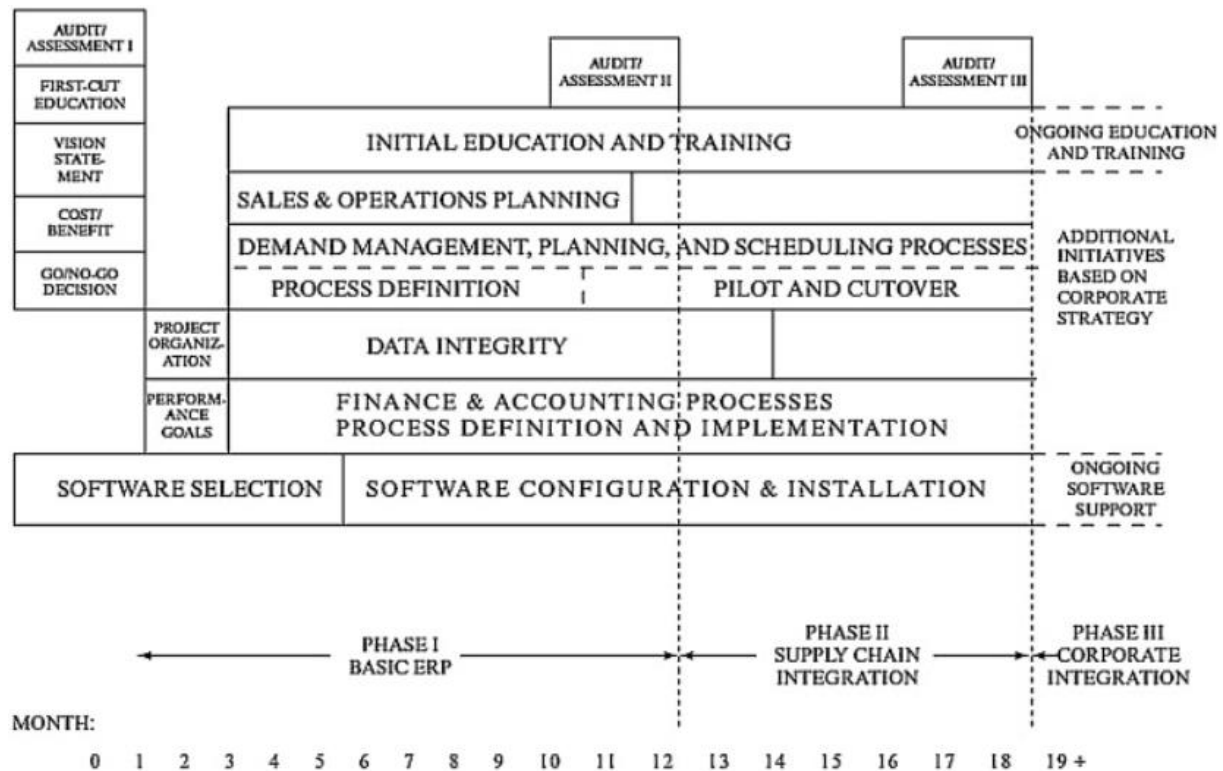 AUDIT/
ASSESSMENT I
FIRST-CUT
EDUCATION
VISION
STATE-
MENT
COST/
BENEFIT
GO/NO-GO
DECISION
AUDIT/
ASSESSMENT II
AUDIT/
ASSESSMENT III
INITIAL EDUCATION AND TRAINING
ONGOING EDUCATION
AND TRAINING
SALES & OPERATIONS PLANNING
DEMAND MANAGEMENT, PLANNING, AND SCHEDULING PROCESSES
PROCESS DEFINITION
PILOT AND CUTOVER
ADDITIONAL
INITIATIVES
BASED ON
CORPORATE
STRATEGY
PROJECT
ORGANIZ-
ATION
DATA INTEGRITY
PERFORM-
ANCE
GOALS
FINANCE & ACCOUNTING PROCESSES
PROCESS DEFINITION AND IMPLEMENTATION
SOFTWARE SELECTION
SOFTWARE CONFIGURATION & INSTALLATION
ONGOING
SOFTWARE
SUPPORT
PHASE I
BASIC ERP
PHASE II
SUPPLY CHAIN
INTEGRATION
PHASE III
CORPORATE
INTEGRATION
MONTH:
0 1 2 3 4 5 6 7 8 9 10 11 12 13 14 15 16 17 18 19 +